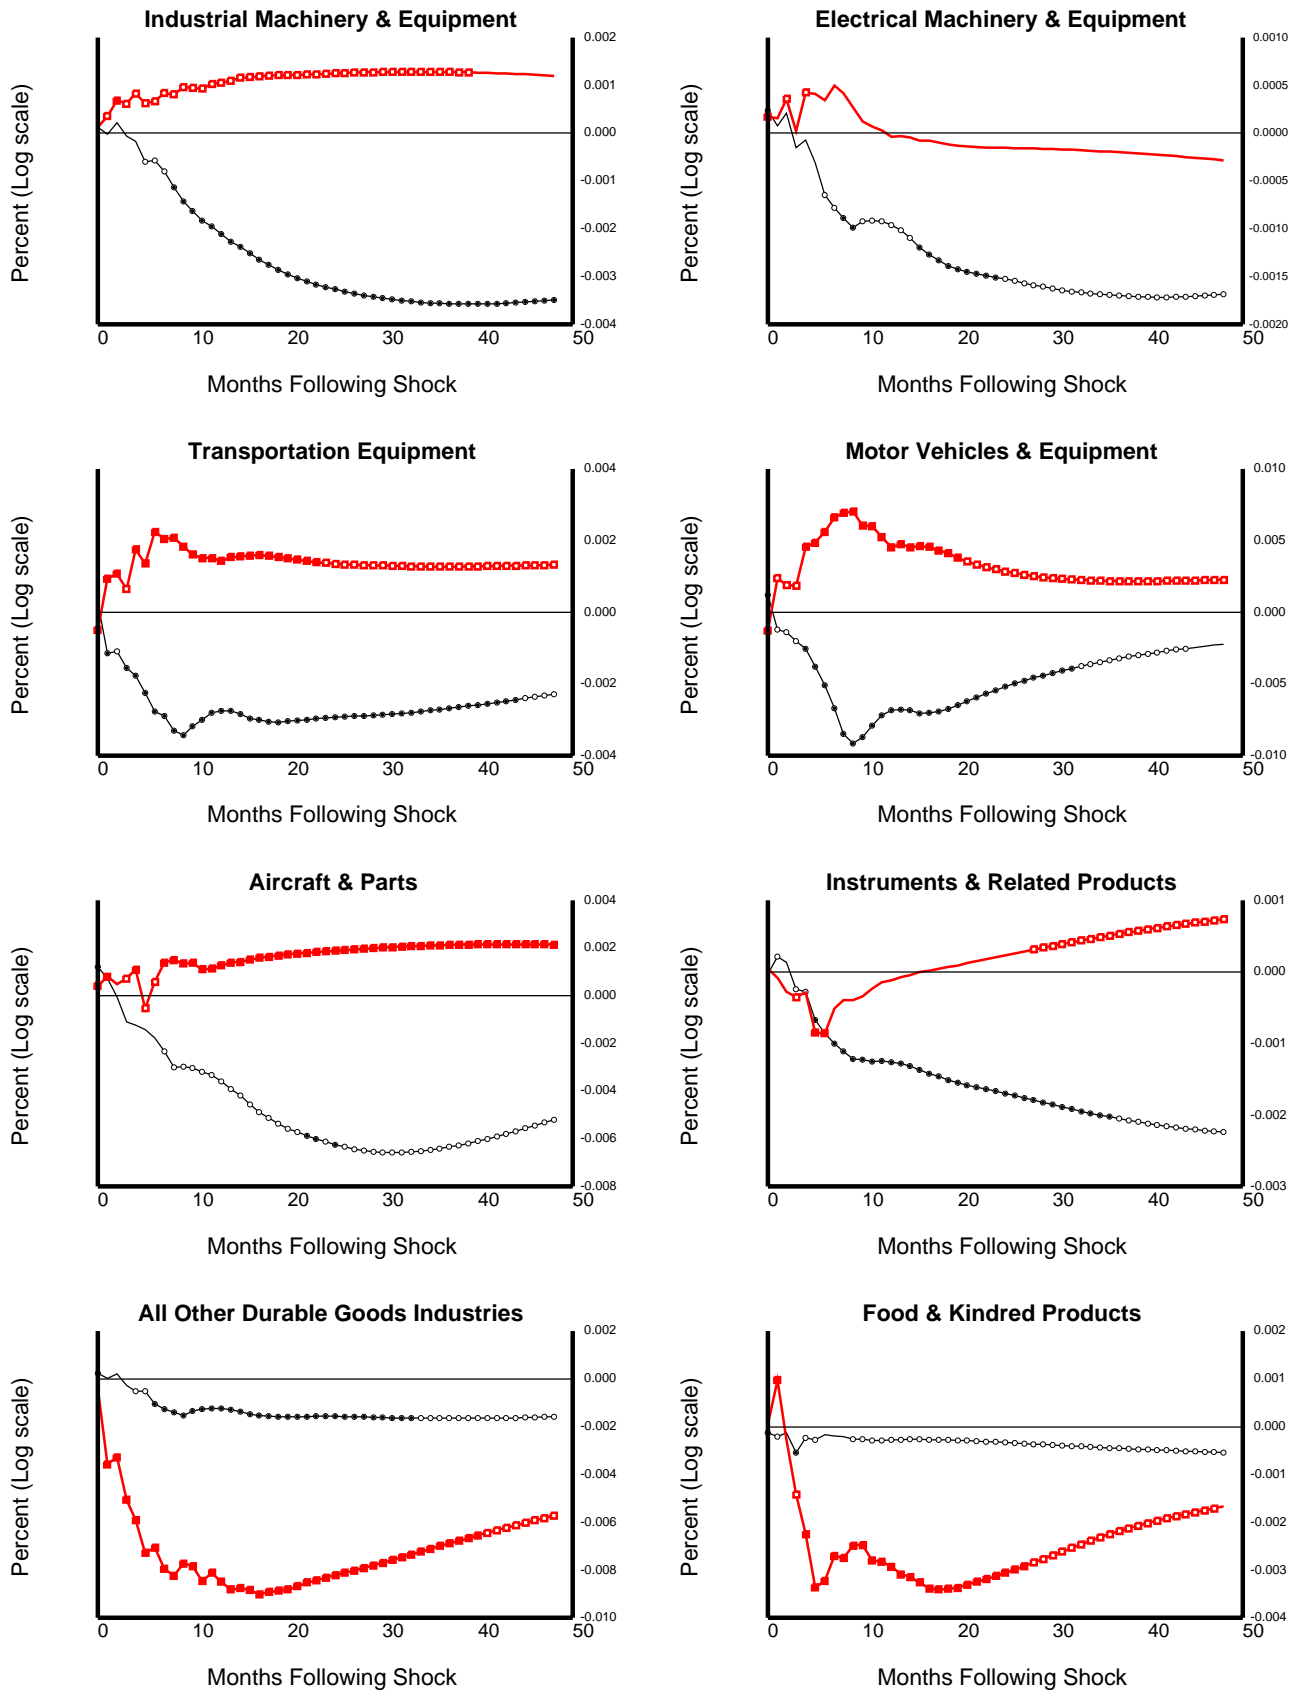 Industrial Machinery & Equipment
Percent (Log scale)
0.002
0.001
0.000
-0.001
-0.002
-0.003
-0.004
0 10 20 30 40 50
Months Following Shock
Electrical Machinery & Equipment
Percent (Log scale)
0.0010
0.0005
0.0000
-0.0005
-0.0010
-0.0015
-0.0020
0 10 20 30 40 50
Months Following Shock
Transportation Equipment
Percent (Log scale)
0.004
0.002
0.000
-0.002
-0.004
0 10 20 30 40 50
Months Following Shock
Motor Vehicles & Equipment
Percent (Log scale)
0.010
0.005
0.000
-0.005
-0.010
0 10 20 30 40 50
Months Following Shock
Aircraft & Parts
Percent (Log scale)
0.004
0.002
0.000
-0.002
-0.004
-0.006
-0.008
0 10 20 30 40 50
Months Following Shock
Instruments & Related Products
Percent (Log scale)
0.001
0.000
-0.001
-0.002
-0.003
0 10 20 30 40 50
Months Following Shock
All Other Durable Goods Industries
Percent (Log scale)
0.002
0.000
-0.002
-0.004
-0.006
-0.008
-0.010
0 10 20 30 40 50
Months Following Shock
Food & Kindred Products
Percent (Log scale)
0.002
0.001
0.000
-0.001
-0.002
-0.003
-0.004
0 10 20 30 40 50
Months Following Shock